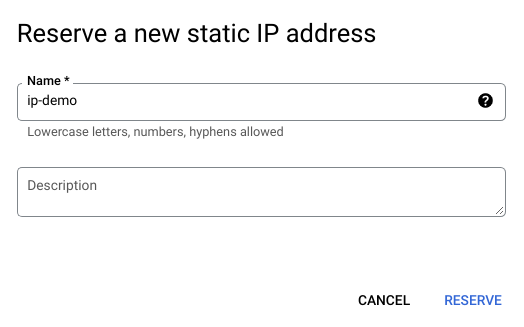 Reserve a new static IP address
Name *
ip-demo
Lowercase letters, numbers, hyphens allowed
Description
CANCEL RESERVE